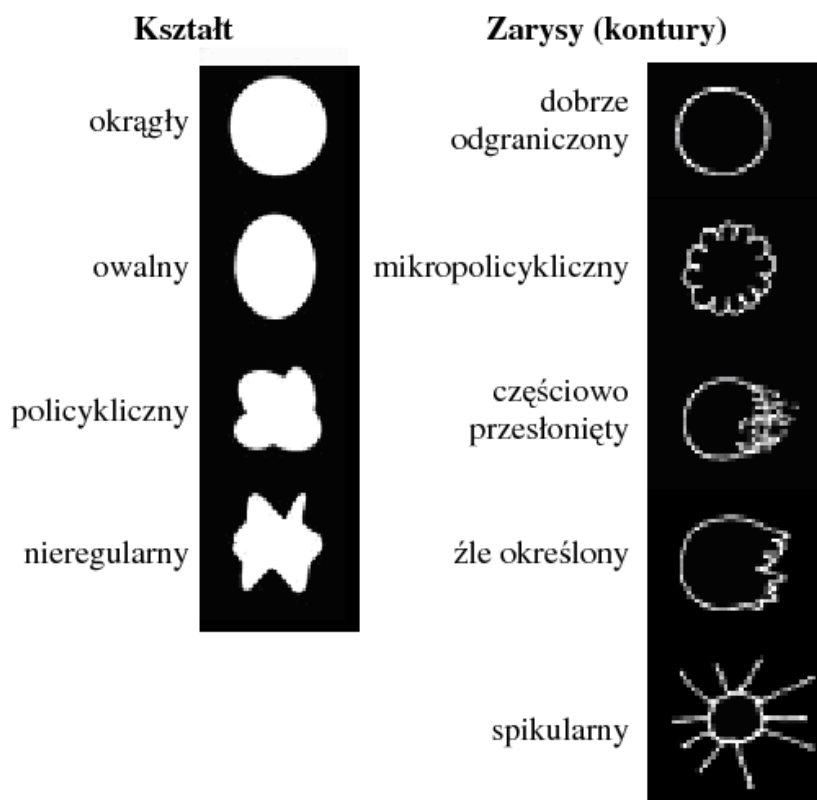 Kształt
okrągły
owalny
policykliczny
nieregularny
Zarysy (kontury)
dobrze
odgraniczony
mikropolicykliczny
częściowo
przesłonięty
źle określony
spikularny